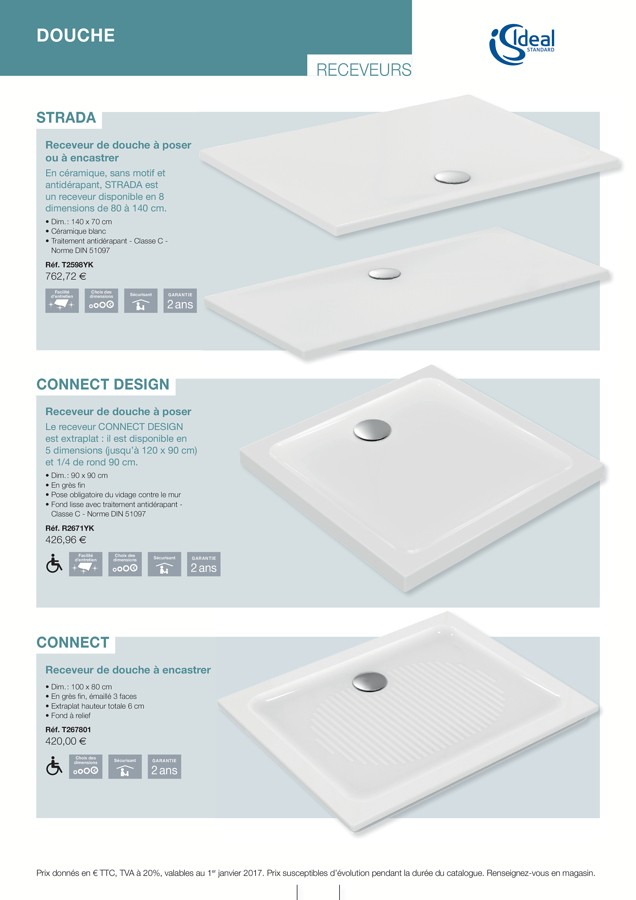 DOUCHE
RECEVEURS
Ideal
STANDARD
STRADA
Receveur de douche à poser
ou à encastrer
En céramique, sans motif et
antidérapant, STRADA est
un receveur disponible en 8
dimensions de 80 à 140 cm.
• Dim. : 140 x 70 cm
• Céramique blanc
• Traitement antidérapant - Classe C -
Norme DIN 51097
Réf. T2598YK
762,72 €
Facilité
d'entretien
Choix des
dimensions
Sécurisant
GARANTIE
2 ans
CONNECT DESIGN
Receveur de douche à poser
Le receveur CONNECT DESIGN
est extraplat : il est disponible en
5 dimensions (jusqu'à 120 x 90 cm)
et 1/4 de rond 90 cm.
• Dim. : 90 x 90 cm
• En grès fin
• Pose obligatoire du vidage contre le mur
• Fond lisse avec traitement antidérapant -
Classe C - Norme DIN 51097
Réf. R2671YK
426,96 €
Facilité
d'entretien
Choix des
dimensions
Sécurisant
GARANTIE
2 ans
CONNECT
Receveur de douche à encastrer
• Dim. : 100 x 80 cm
• En grès fin, émaillé 3 faces
• Extraplat hauteur totale 6 cm
• Fond à relief
Réf. T267801
420,00 €
Choix des
dimensions
Sécurisant
GARANTIE
2 ans
Prix donnés en € TTC, TVA à 20%, valables au 1er janvier 2017. Prix susceptibles d'évolution pendant la durée du catalogue. Renseignez-vous en magasin.